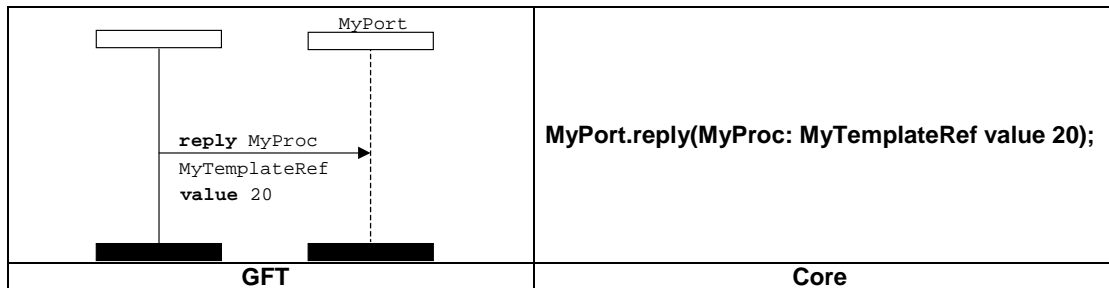 MyPort
reply MyProc
MyTemplateRef
value 20
MyPort.reply(MyProc: MyTemplateRef value 20);
GFT
Core